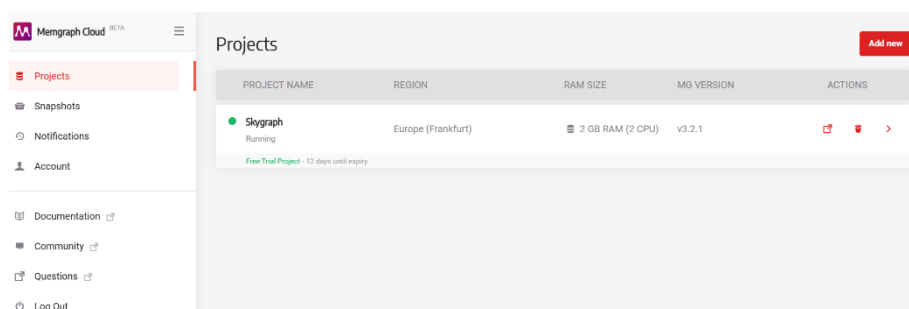 Memgraph Cloud BETA
Projects
Snapshots
Notifications
Account
Documentation
Community
Questions
Log Out
Projects
Add new
PROJECT NAME REGION RAM SIZE MG VERSION ACTIONS
Skygraph
Running
Europe (Frankfurt) 2 GB RAM (2 CPU) v3.2.1
Free Trial Project - 12 days until expiry